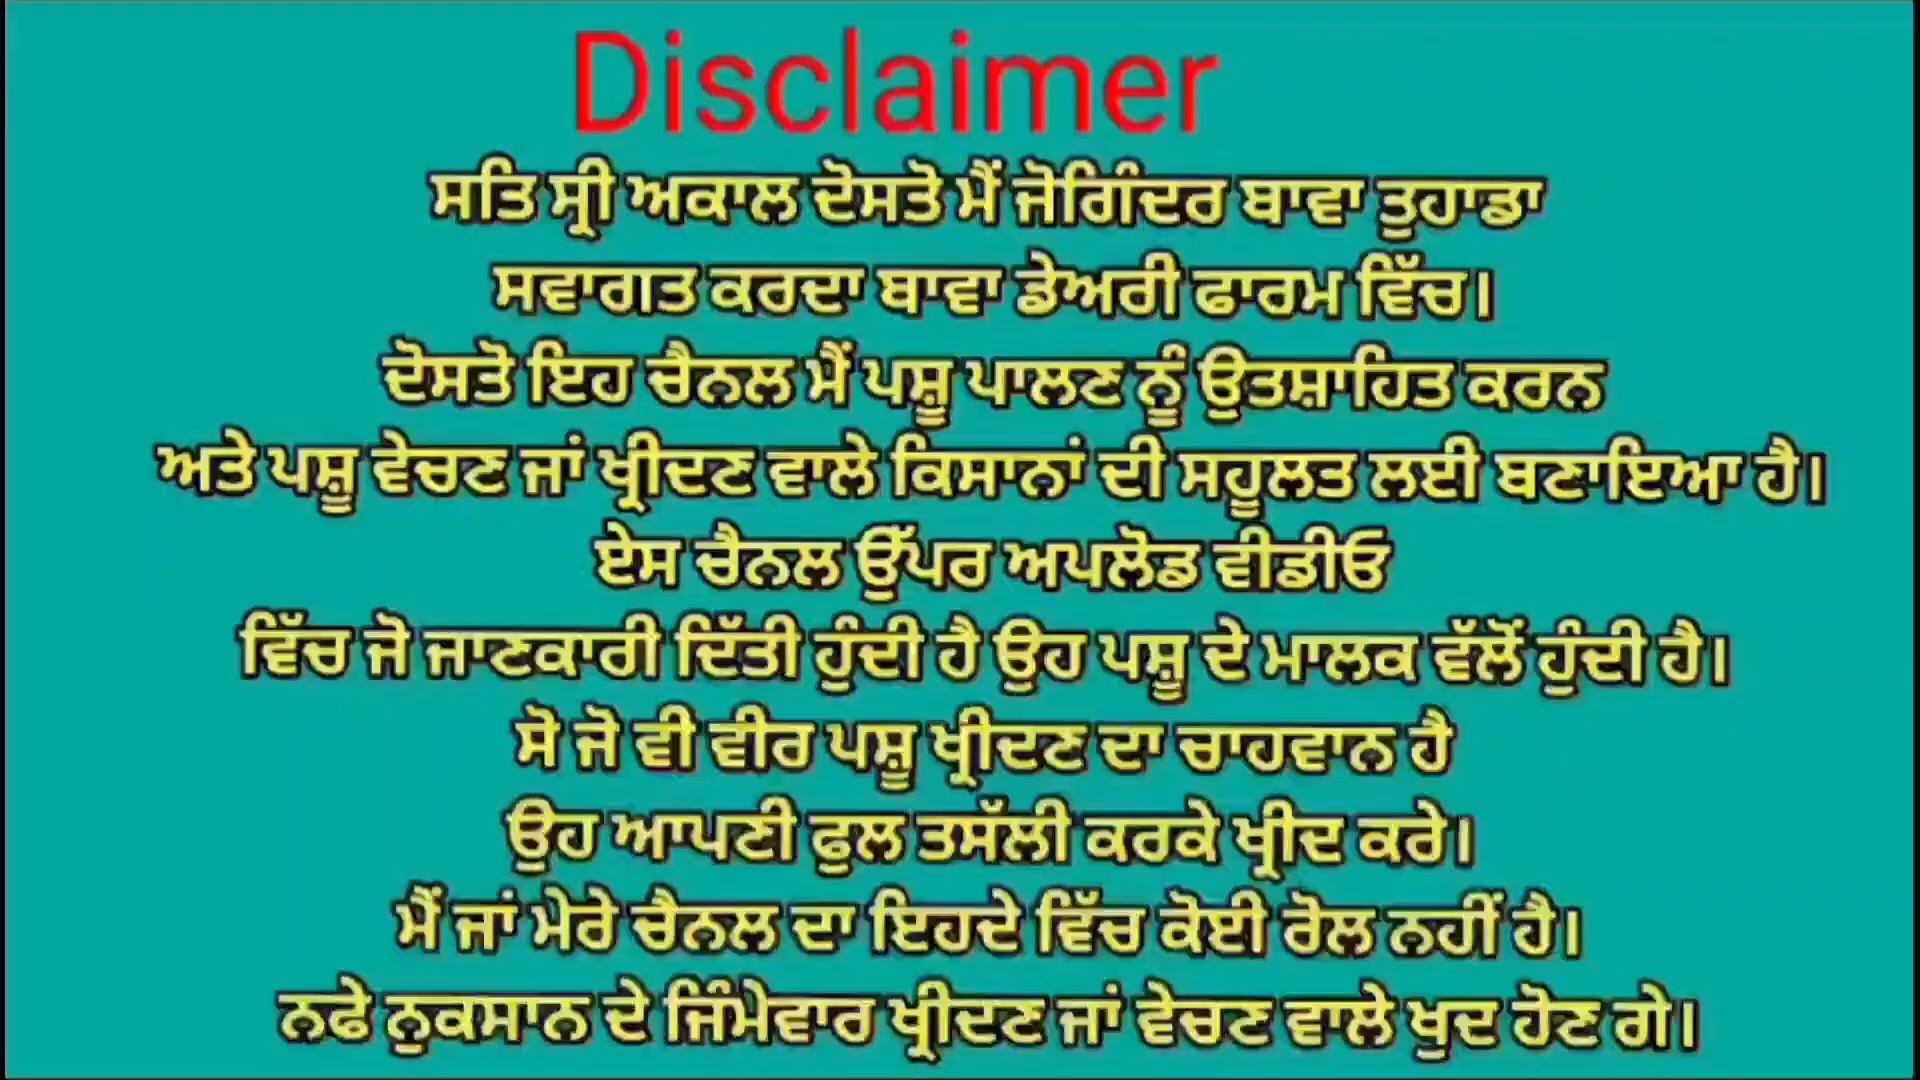 Disclaimer
ਸਤਿ ਸ੍ਰੀ ਅਕਾਲ ਦੋਸਤੋ ਮੈਂ ਜੋਗਿੰਦਰ ਬਾਵਾ ਤੁਹਾਡਾ
ਸਵਾਗਤ ਕਰਦਾ ਬਾਵਾ ਡੇਅਰੀ ਫਾਰਮ ਵਿੱਚ।
ਦੋਸਤੋ ਇਹ ਚੈਨਲ ਮੈਂ ਪਸ਼ੂ ਪਾਲਣ ਨੂੰ ਉਤਸ਼ਾਹਿਤ ਕਰਨ
ਅਤੇ ਪਸ਼ੂ ਵੇਚਣ ਜਾਂ ਖ੍ਰੀਦਣ ਵਾਲੇ ਕਿਸਾਨਾਂ ਦੀ ਸਹੂਲਤ ਲਈ ਬਣਾਇਆ ਹੈ।
ਏਸ ਚੈਨਲ ਉੱਪਰ ਅਪਲੋਡ ਵੀਡੀਓ
ਵਿੱਚ ਜੋ ਜਾਣਕਾਰੀ ਦਿੱਤੀ ਹੁੰਦੀ ਹੈ ਉਹ ਪਸ਼ੂ ਦੇ ਮਾਲਕ ਵੱਲੋਂ ਹੁੰਦੀ ਹੈ।
ਸੋ ਜੋ ਵੀ ਵੀਰ ਪਸ਼ੂ ਖ੍ਰੀਦਣ ਦਾ ਚਾਹਵਾਨ ਹੈ
ਉਹ ਆਪਣੀ ਫੁਲ ਤਸੱਲੀ ਕਰਕੇ ਖ੍ਰੀਦ ਕਰੇ।
ਮੈਂ ਜਾਂ ਮੇਰੇ ਚੈਨਲ ਦਾ ਇਹਦੇ ਵਿੱਚ ਕੋਈ ਰੋਲ ਨਹੀਂ ਹੈ।
ਨਫੇ ਨੁਕਸਾਨ ਦੇ ਜਿੰਮੇਵਾਰ ਖ੍ਰੀਦਣ ਜਾਂ ਵੇਚਣ ਵਾਲੇ ਖੁਦ ਹੋਣ ਗੇ।